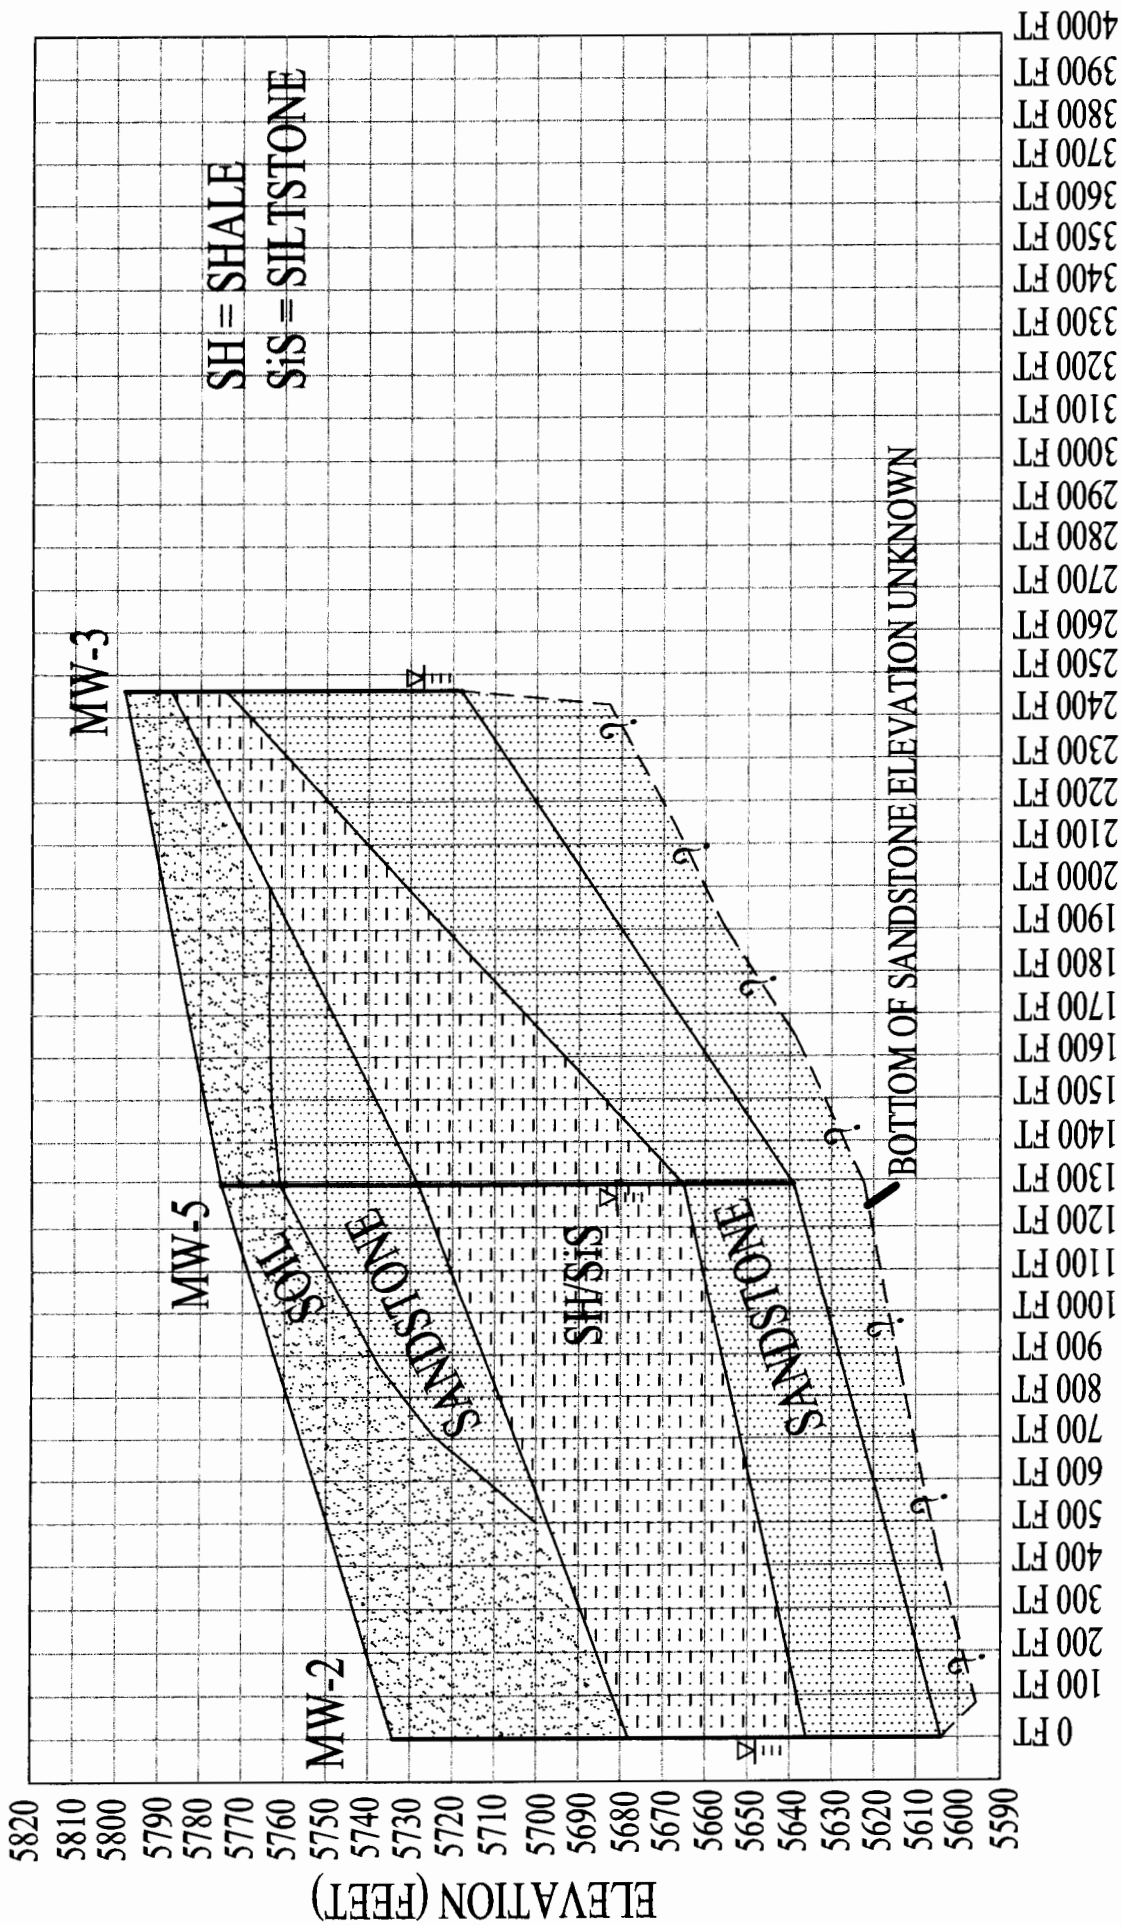 ELEVATION (FEET)
5820
5810
5800
5790
5780
5770
5760
5750
5740
5730
5720
5710
5700
5690
5680
5670
5660
5650
5640
5630
5620
5610
5600
5590
MW-2
MW-5
MW-3
SH = SHALE
SiS = SILTSTONE
SOIL
SANDSTONE
SH/SiS
SANDSTONE
?
?
?
?
?
?
?
?
BOTTOM OF SANDSTONE ELEVATION UNKNOWN
0 FT
100 FT
200 FT
300 FT
400 FT
500 FT
600 FT
700 FT
800 FT
900 FT
1000 FT
1100 FT
1200 FT
1300 FT
1400 FT
1500 FT
1600 FT
1700 FT
1800 FT
1900 FT
2000 FT
2100 FT
2200 FT
2300 FT
2400 FT
2500 FT
2600 FT
2700 FT
2800 FT
2900 FT
3000 FT
3100 FT
3200 FT
3300 FT
3400 FT
3500 FT
3600 FT
3700 FT
3800 FT
3900 FT
4000 FT